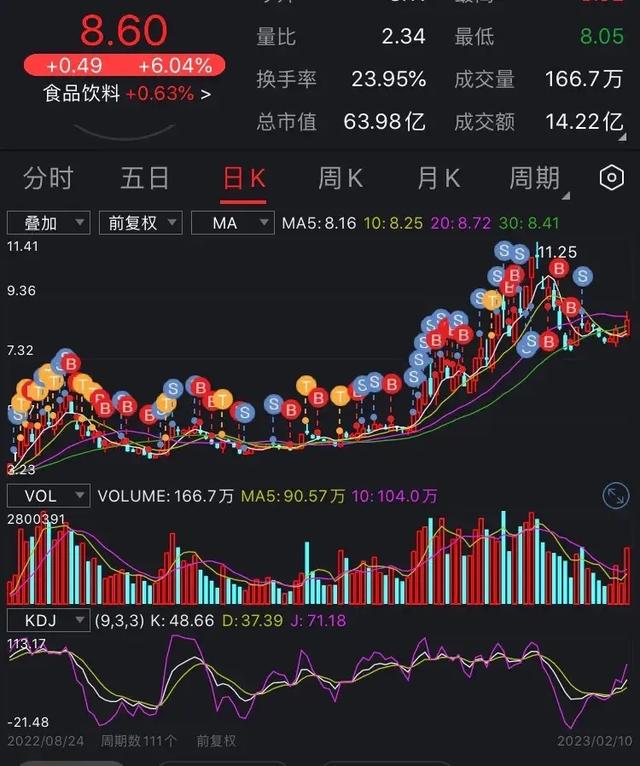 8.60
+0.49 +6.04%
食品饮料 +0.63% >
量比 2.34 最低 8.05
换手率 23.95% 成交量 166.7万
总市值 63.98亿 成交额 14.22亿
分时 五日 日K 周K 月K 周期
叠加 前复权 MA MA5:8.16 10:8.25 20:8.72 30:8.41
11.41
11.25
9.36
7.32
3.23
VOL VOLUME:166.7万 MA5:90.57万 10:104.0万
2800391
KDJ (9,3,3) K:48.66 D:37.39 J:71.18
113.17
-21.48
2022/08/24 周期数111个 前复权 2023/02/10